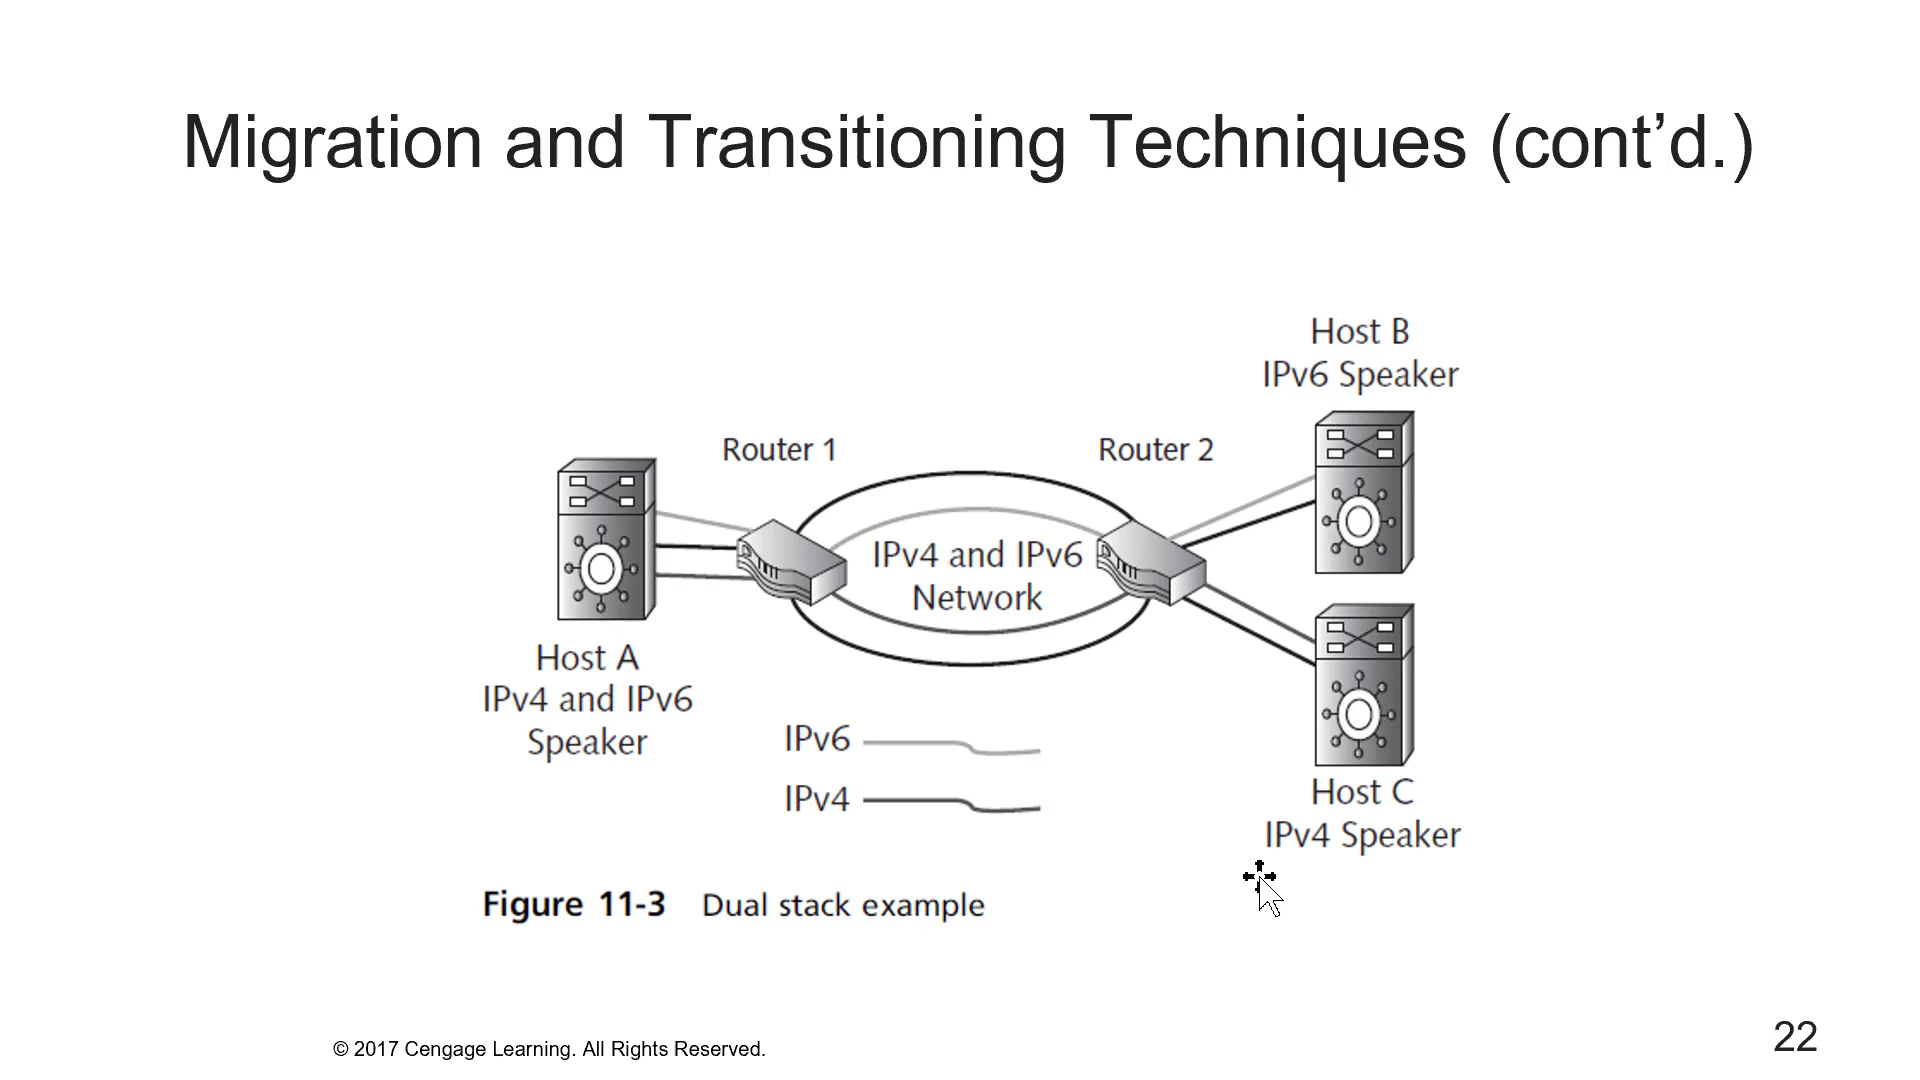 Migration and Transitioning Techniques (cont’d.)
Host B
IPv6 Speaker
Router 1
Router 2
IPv4 and IPv6
Network
Host A
IPv4 and IPv6
Speaker
IPv6
IPv4
Host C
IPv4 Speaker
Figure 11-3 Dual stack example
© 2017 Cengage Learning. All Rights Reserved.
22